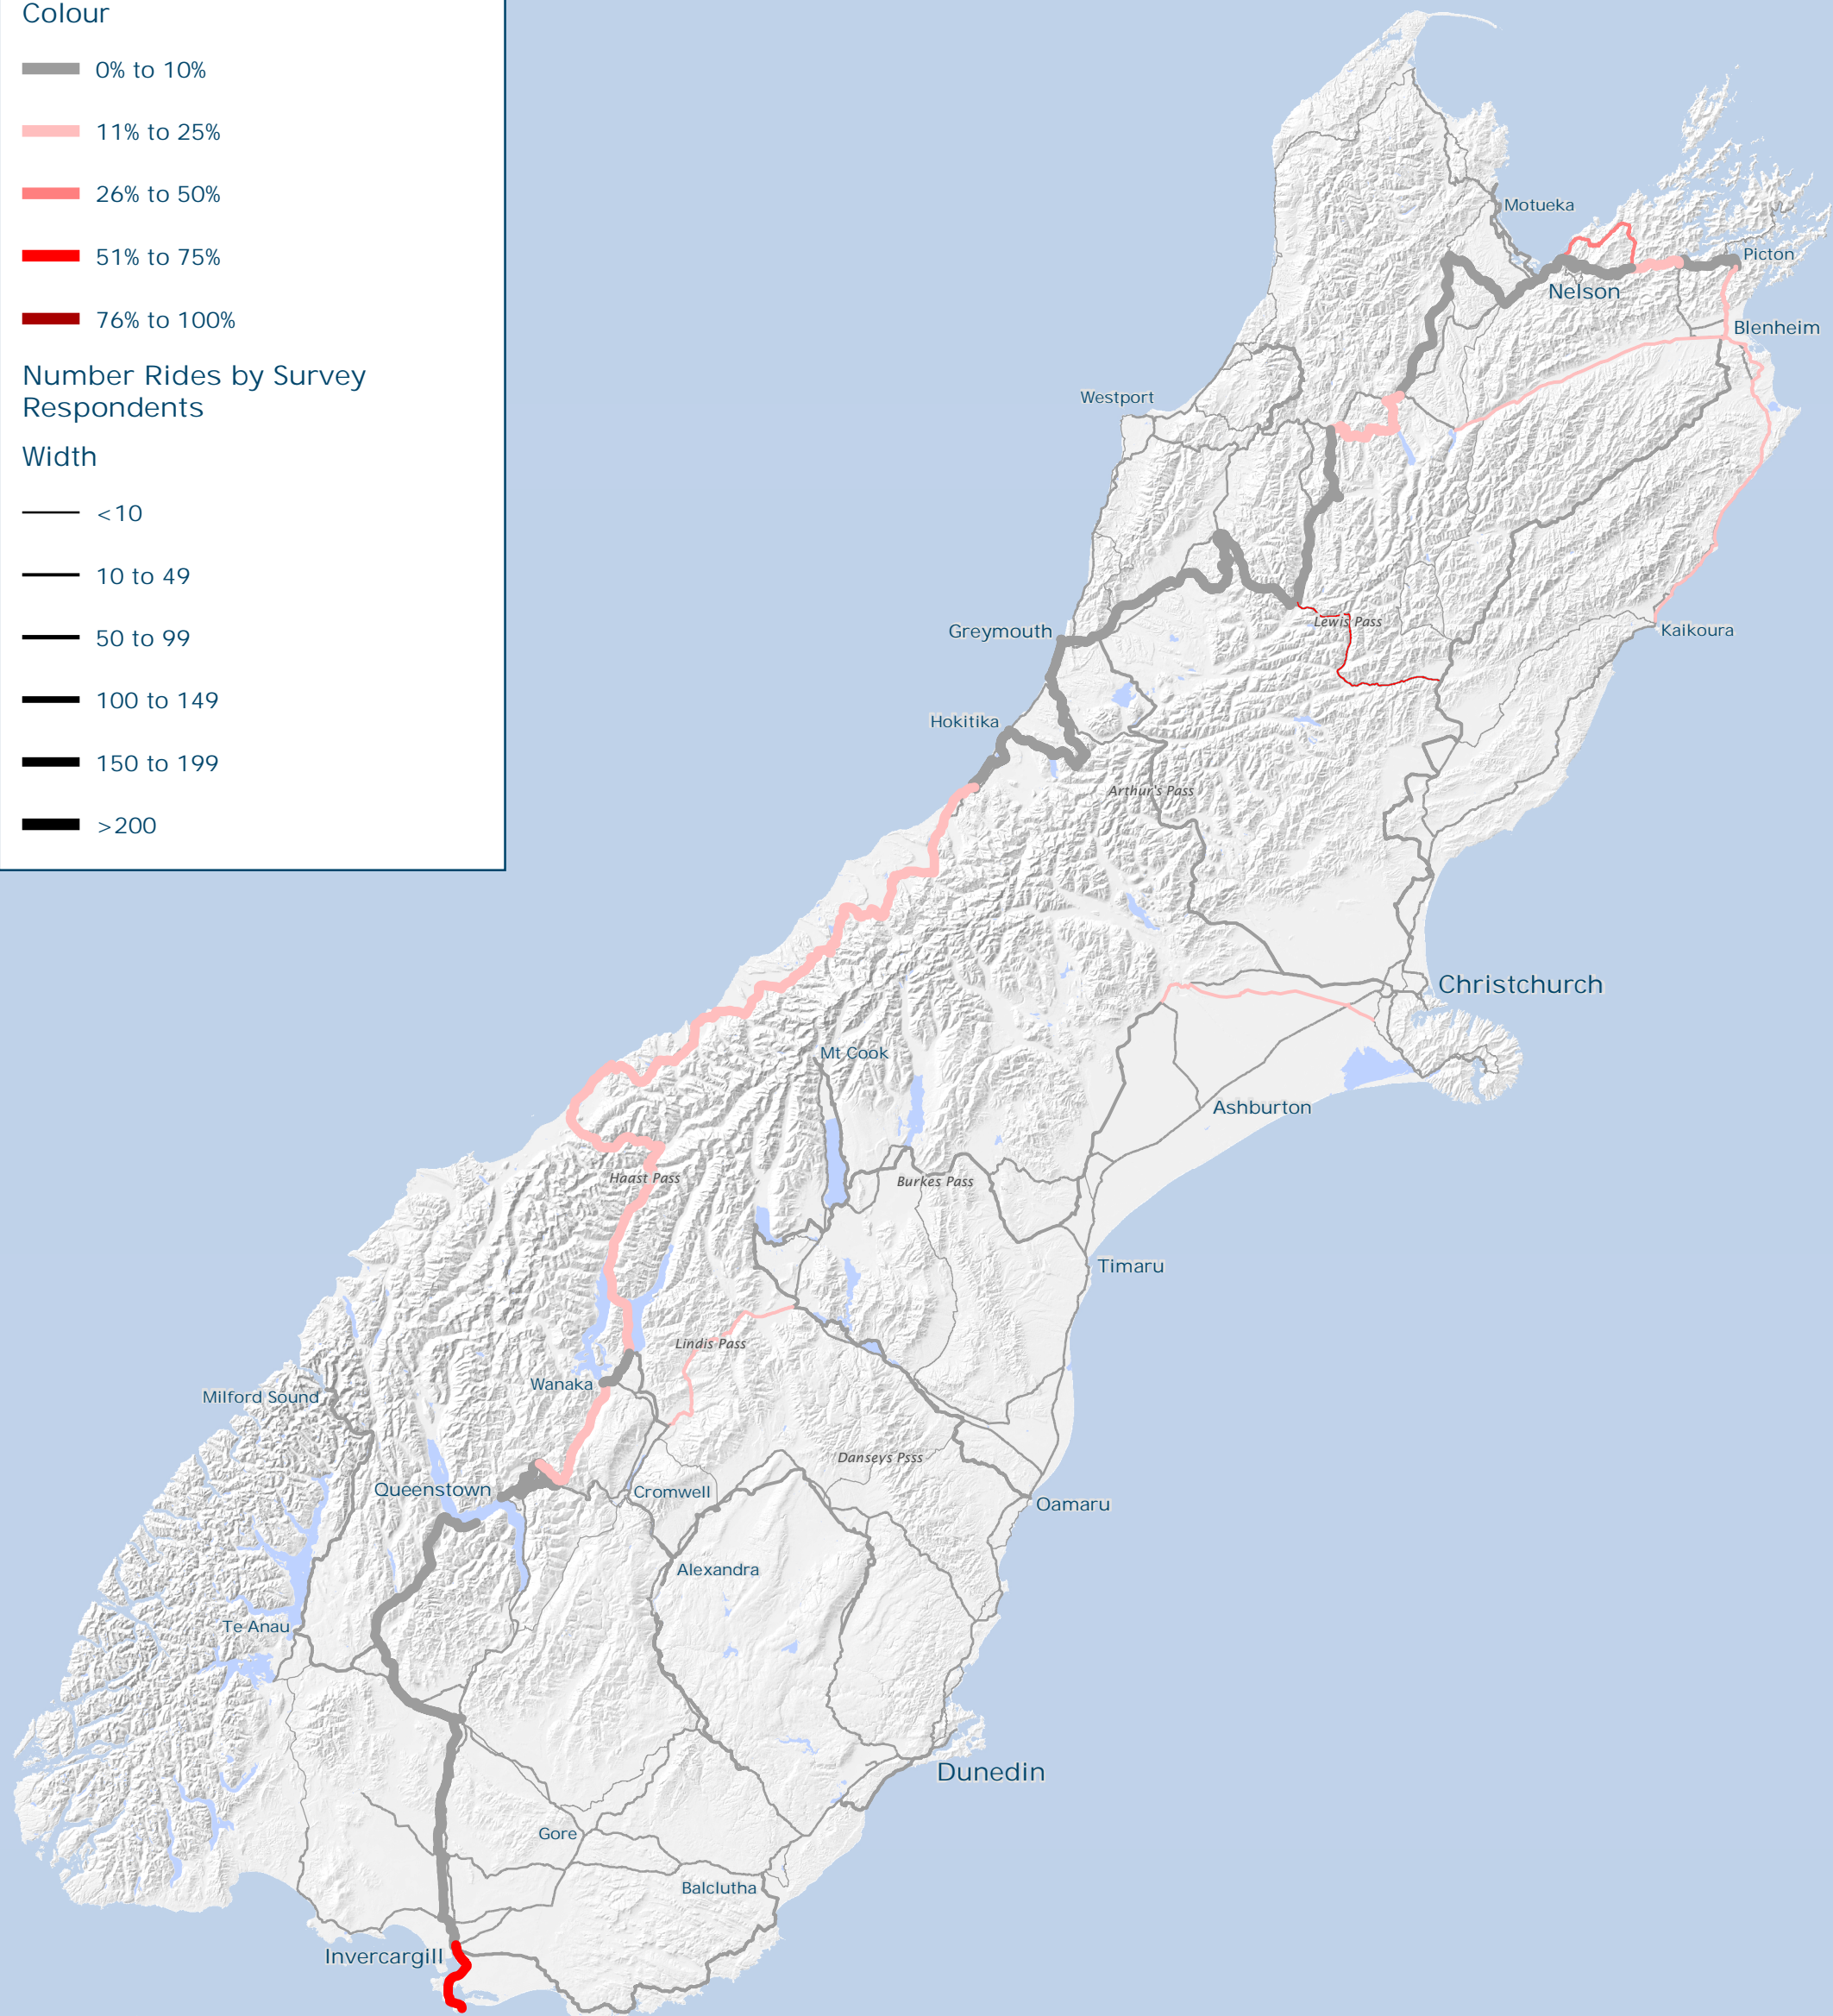 Colour
0% to 10%
11% to 25%
26% to 50%
51% to 75%
76% to 100%
Number Rides by Survey
Respondents
Width
<10
10 to 49
50 to 99
100 to 149
150 to 199
>200
Motueka
Picton
Nelson
Blenheim
Westport
Lewis Pass
Greymouth
Kaikoura
Hokitika
Arthur's Pass
Christchurch
Mt Cook
Ashburton
Haast Pass
Burkes Pass
Timaru
Lindis Pass
Wanaka
Milford Sound
Danseys Psss
Queenstown
Cromwell
Oamaru
Alexandra
Te Anau
Dunedin
Gore
Balclutha
Invercargill